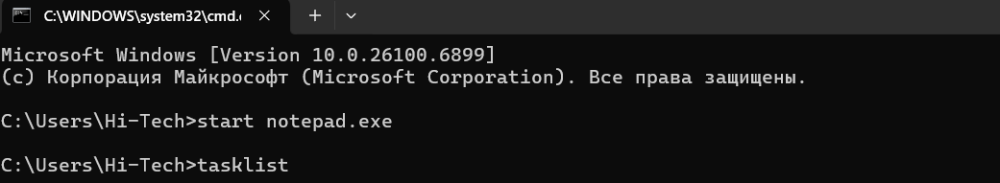 C:\WINDOWS\system32\cmd.e
Microsoft Windows [Version 10.0.26100.6899]
(c) Корпорация Майкрософт (Microsoft Corporation). Все права защищены.
C:\Users\Hi-Tech>start notepad.exe
C:\Users\Hi-Tech>tasklist